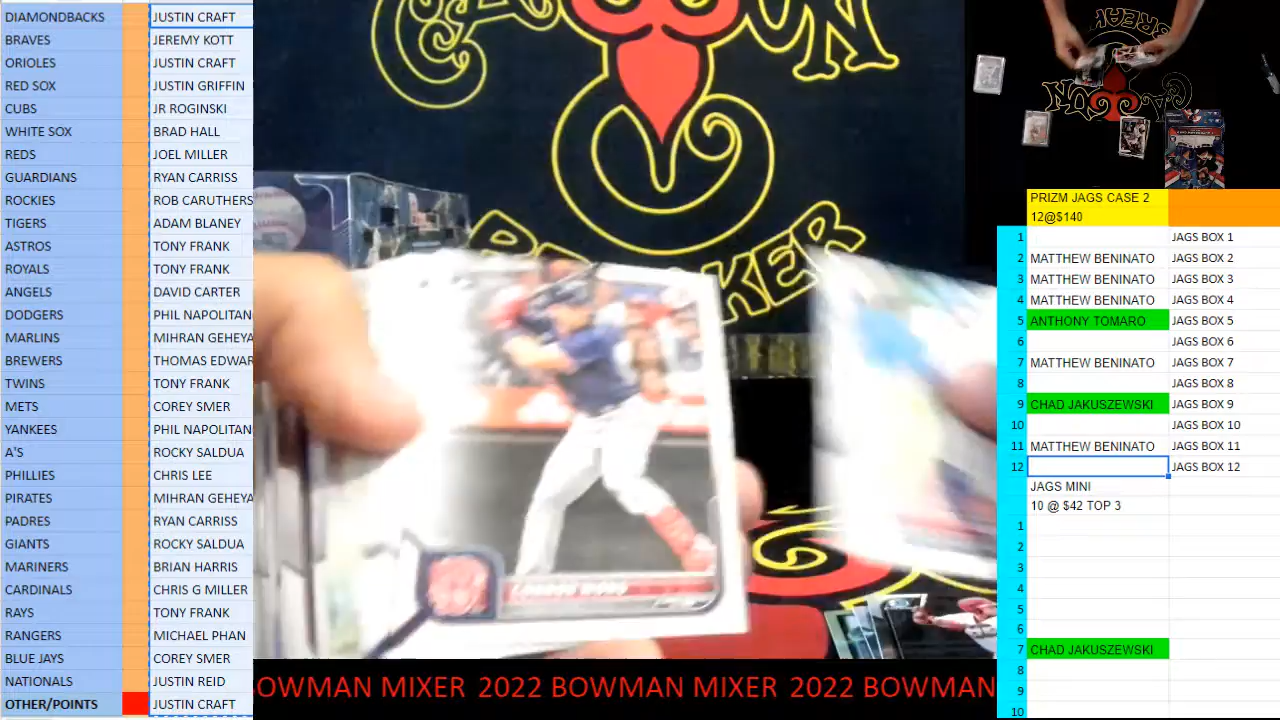 DIAMONDBACKS JUSTIN CRAFT
BRAVES JEREMY KOTT
ORIOLES JUSTIN CRAFT
RED SOX JUSTIN GRIFFIN
CUBS JR ROGINSKI
WHITE SOX BRAD HALL
REDS JOEL MILLER
GUARDIANS RYAN CARRISS
ROCKIES ROB CARUTHERS
TIGERS ADAM BLANEY
ASTROS TONY FRANK
ROYALS TONY FRANK
ANGELS DAVID CARTER
DODGERS PHIL NAPOLITAN
MARLINS MIHRAN GEHEYA
BREWERS THOMAS EDWAR
TWINS TONY FRANK
METS COREY SMER
YANKEES PHIL NAPOLITAN
A'S ROCKY SALDUA
PHILLIES CHRIS LEE
PIRATES MIHRAN GEHEYA
PADRES RYAN CARRISS
GIANTS ROCKY SALDUA
MARINERS BRIAN HARRIS
CARDINALS CHRIS G MILLER
RAYS TONY FRANK
RANGERS MICHAEL PHAN
BLUE JAYS COREY SMER
NATIONALS JUSTIN REID
OTHER/POINTS JUSTIN CRAFT
BREAKER
OWMAN MIXER 2022 BOWMAN MIXER 2022 BOWMAN
BREAK
PRIZM JAGS CASE 2
12@$140
1 JAGS BOX 1
2 MATTHEW BENINATO JAGS BOX 2
3 MATTHEW BENINATO JAGS BOX 3
4 MATTHEW BENINATO JAGS BOX 4
5 ANTHONY TOMARO JAGS BOX 5
6 JAGS BOX 6
7 MATTHEW BENINATO JAGS BOX 7
8 JAGS BOX 8
9 CHAD JAKUSZEWSKI JAGS BOX 9
10 JAGS BOX 10
11 MATTHEW BENINATO JAGS BOX 11
12 JAGS BOX 12
JAGS MINI
10 @ $42 TOP 3
1
2
3
4
5
6
7 CHAD JAKUSZEWSKI
8
9
10